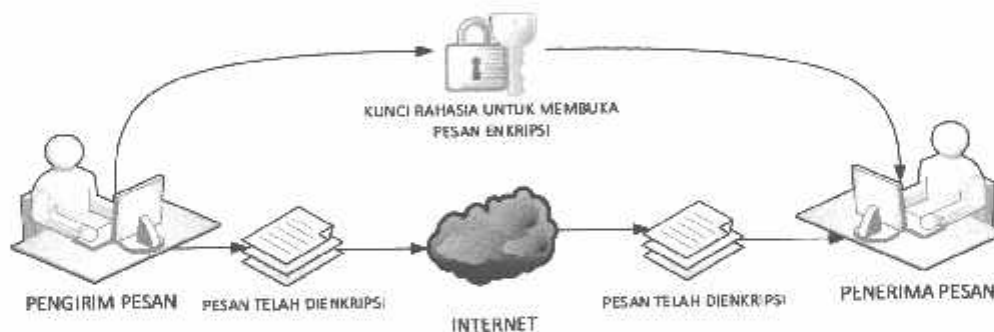 KUNCI RAHASIA UNTUK MEMBUKA
PESAN ENKRIPSI
PENGIRIM PESAN
PESAN TELAH DIENKRIPSI
INTERNET
PESAN TELAH DIENKRIPSI
PENERIMA PESAN